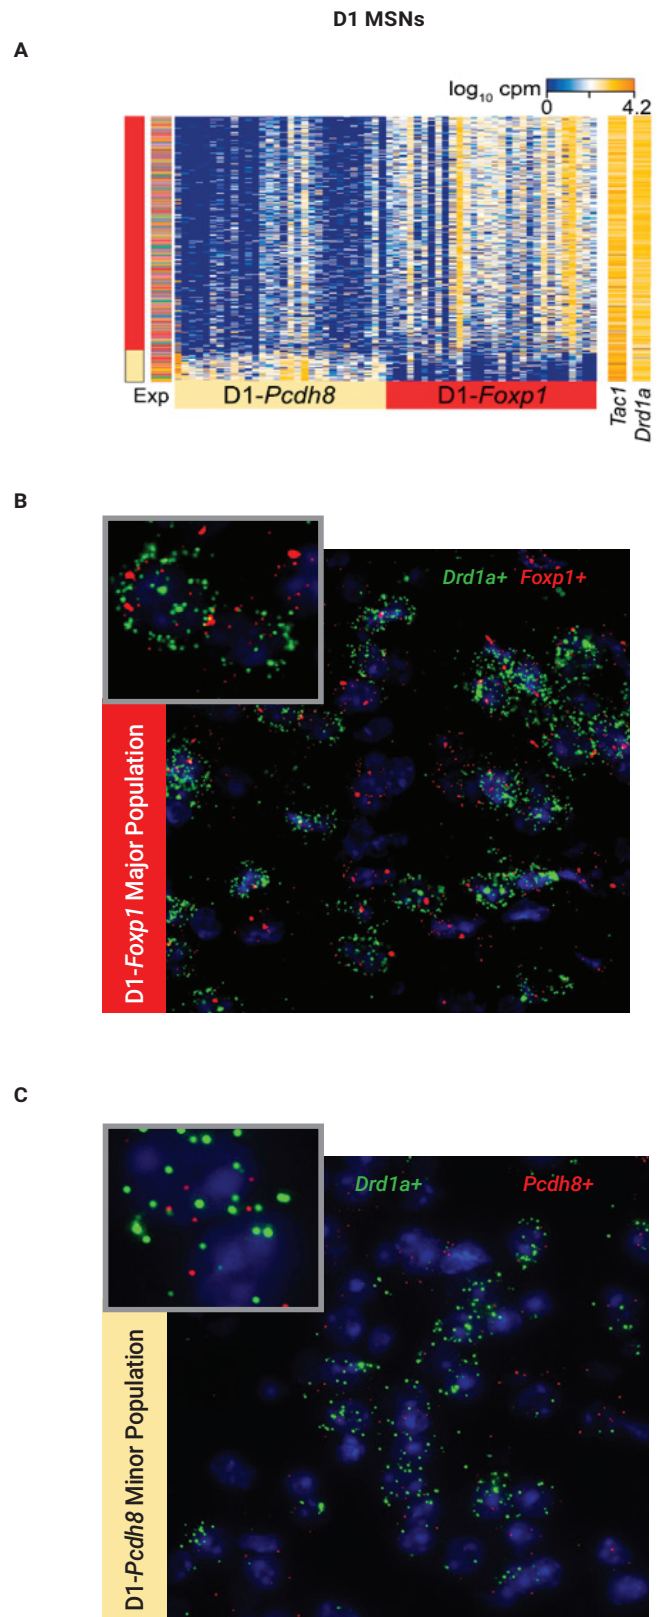 D1 MSNs
A
log10 cpm
0
4.2
Exp
D1-Pcdh8
D1-Foxp1
Tac1
Drd1a
B
Drd1a+ Foxp1+
D1-Foxp1 Major Population
C
Drd1a+ Pcdh8+
D1-Pcdh8 Minor Population